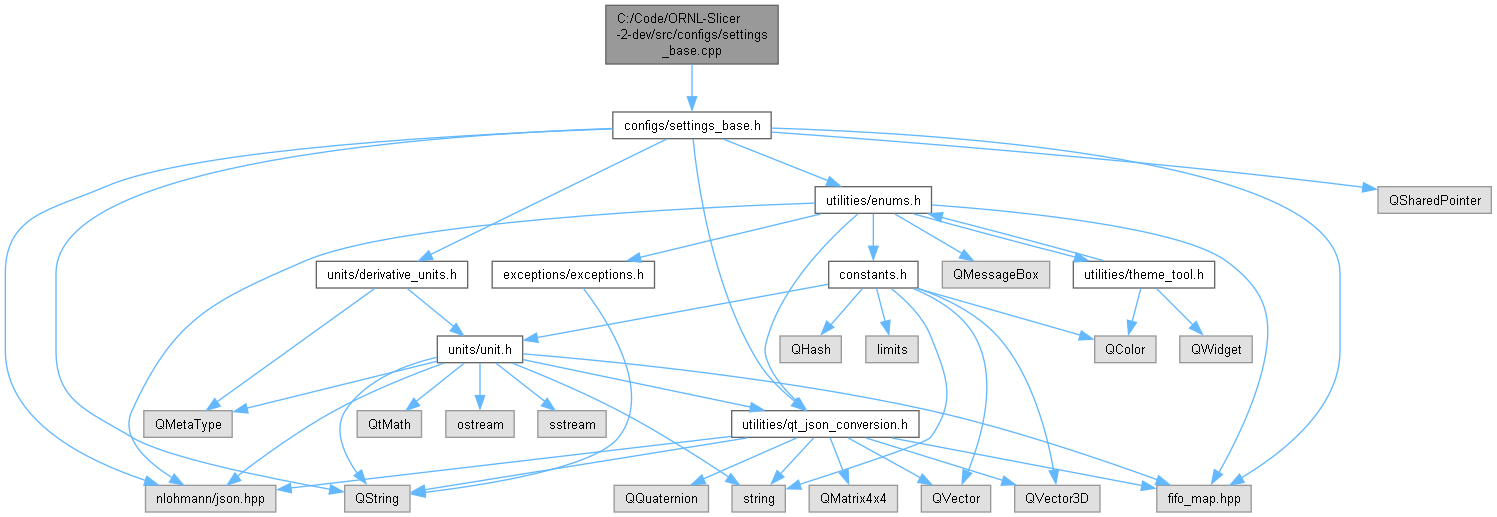 C:/Code/ORNL-Slicer
-2-dev/src/configs/settings
_base.cpp
configs/settings_base.h
utilities/enums.h
QSharedPointer
units/derivative_units.h
exceptions/exceptions.h
constants.h
QMessageBox
utilities/theme_tool.h
units/unit.h
QHash
limits
QColor
QWidget
QMetaType
QtMath
ostream
sstream
utilities/qt_json_conversion.h
nlohmann/json.hpp
QString
QQuaternion
string
QMatrix4x4
QVector
QVector3D
fifo_map.hpp